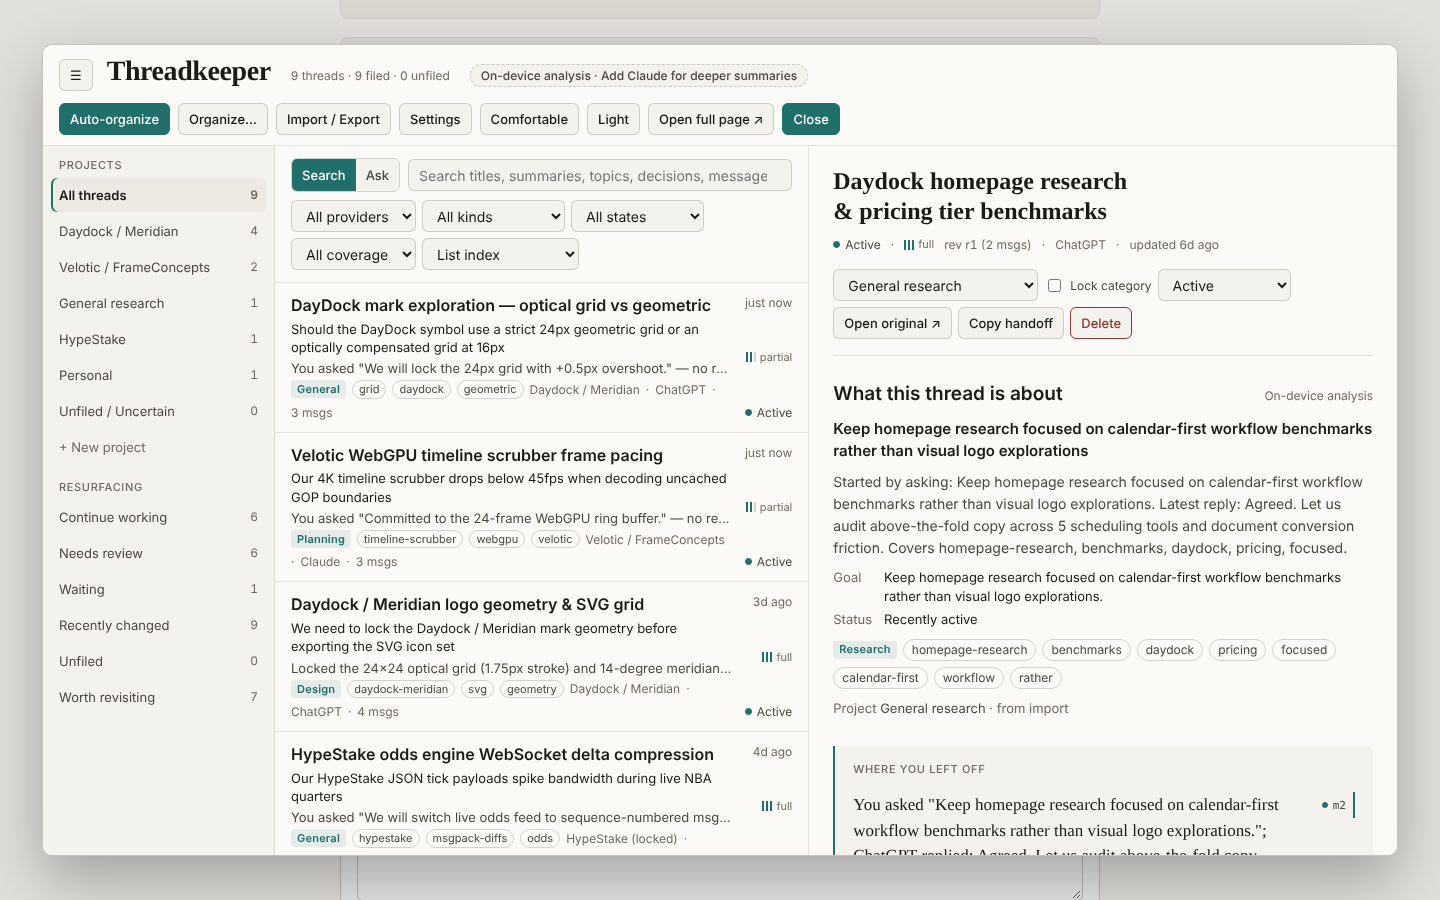 ☰ Threadkeeper 9 threads · 9 filed · 0 unfiled On-device analysis · Add Claude for deeper summaries
Auto-organize Organize... Import / Export Settings Comfortable Light Open full page ↗ Close
PROJECTS
All threads 9
Daydock / Meridian 4
Velotic / FrameConcepts 2
General research 1
HypeStake 1
Personal 1
Unfiled / Uncertain 0
+ New project
RESURFACING
Continue working 6
Needs review 6
Waiting 1
Recently changed 9
Unfiled 0
Worth revisiting 7
Search Ask Search titles, summaries, topics, decisions, message
All providers All kinds All states
All coverage List index
DayDock mark exploration — optical grid vs geometric just now
Should the DayDock symbol use a strict 24px geometric grid or an
optically compensated grid at 16px
partial
You asked "We will lock the 24px grid with +0.5px overshoot." — no r...
General grid daydock geometric Daydock / Meridian · ChatGPT ·
3 msgs Active
Velotic WebGPU timeline scrubber frame pacing just now
Our 4K timeline scrubber drops below 45fps when decoding uncached
GOP boundaries
partial
You asked "Committed to the 24-frame WebGPU ring buffer." — no re...
Planning timeline-scrubber webgpu velotic Velotic / FrameConcepts
· Claude · 3 msgs Active
Daydock / Meridian logo geometry & SVG grid 3d ago
We need to lock the Daydock / Meridian mark geometry before
exporting the SVG icon set
full
Locked the 24×24 optical grid (1.75px stroke) and 14-degree meridian...
Design daydock-meridian svg geometry Daydock / Meridian ·
ChatGPT · 4 msgs Active
HypeStake odds engine WebSocket delta compression 4d ago
Our HypeStake JSON tick payloads spike bandwidth during live NBA
quarters
full
You asked "We will switch live odds feed to sequence-numbered msg...
General hypestake msgpack-diffs odds HypeStake (locked) ·
Daydock homepage research
& pricing tier benchmarks
Active · full rev r1 (2 msgs) · ChatGPT · updated 6d ago
General research Lock category Active
Open original ↗ Copy handoff Delete
What this thread is about On-device analysis
Keep homepage research focused on calendar-first workflow benchmarks
rather than visual logo explorations
Started by asking: Keep homepage research focused on calendar-first workflow
benchmarks rather than visual logo explorations. Latest reply: Agreed. Let us
audit above-the-fold copy across 5 scheduling tools and document conversion
friction. Covers homepage-research, benchmarks, daydock, pricing, focused.
Goal Keep homepage research focused on calendar-first workflow benchmarks
rather than visual logo explorations.
Status Recently active
Research homepage-research benchmarks daydock pricing focused
calendar-first workflow rather
Project General research · from import
WHERE YOU LEFT OFF
You asked "Keep homepage research focused on calendar-first m2
workflow benchmarks rather than visual logo explorations.";
ChatGPT replied: Agreed. Let us audit above-the-fold copy